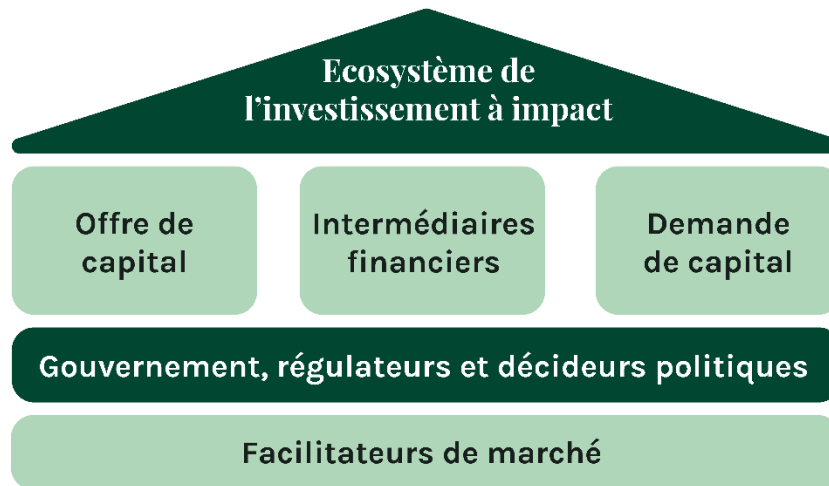 Ecosystème de
l’investissement à impact
Offre de
capital
Intermédiaires
financiers
Demande
de capital
Gouvernement, régulateurs et décideurs politiques
Facilitateurs de marché